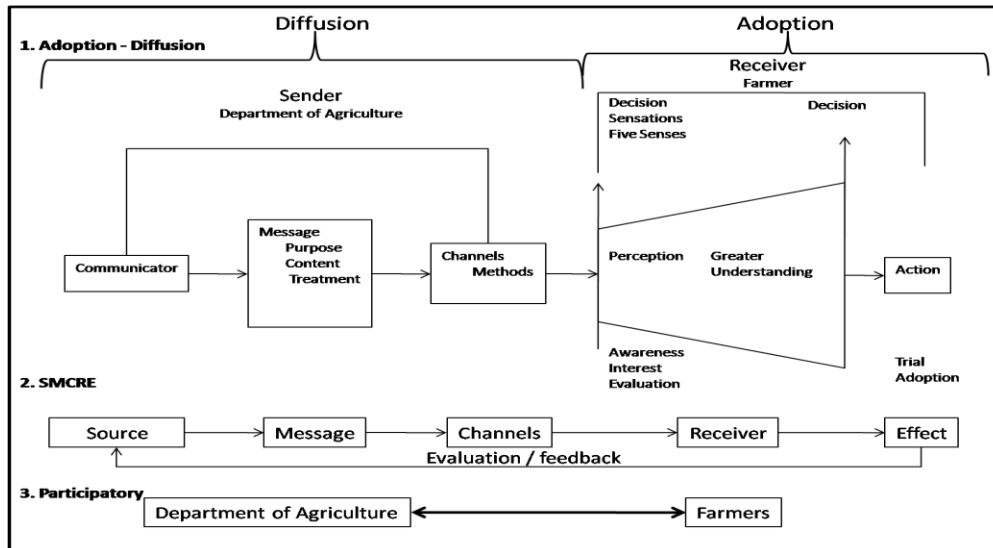 Diffusion
Adoption
1. Adoption - Diffusion
Receiver
Farmer
Sender
Department of Agriculture
Decision
Sensations
Five Senses
Decision
Communicator
Message
Purpose
Content
Treatment
Channels
Methods
Perception
Greater
Understanding
Action
Awareness
Interest
Evaluation
Trial
Adoption
2. SMCRE
Source
Message
Channels
Receiver
Effect
Evaluation / feedback
3. Participatory
Department of Agriculture
Farmers